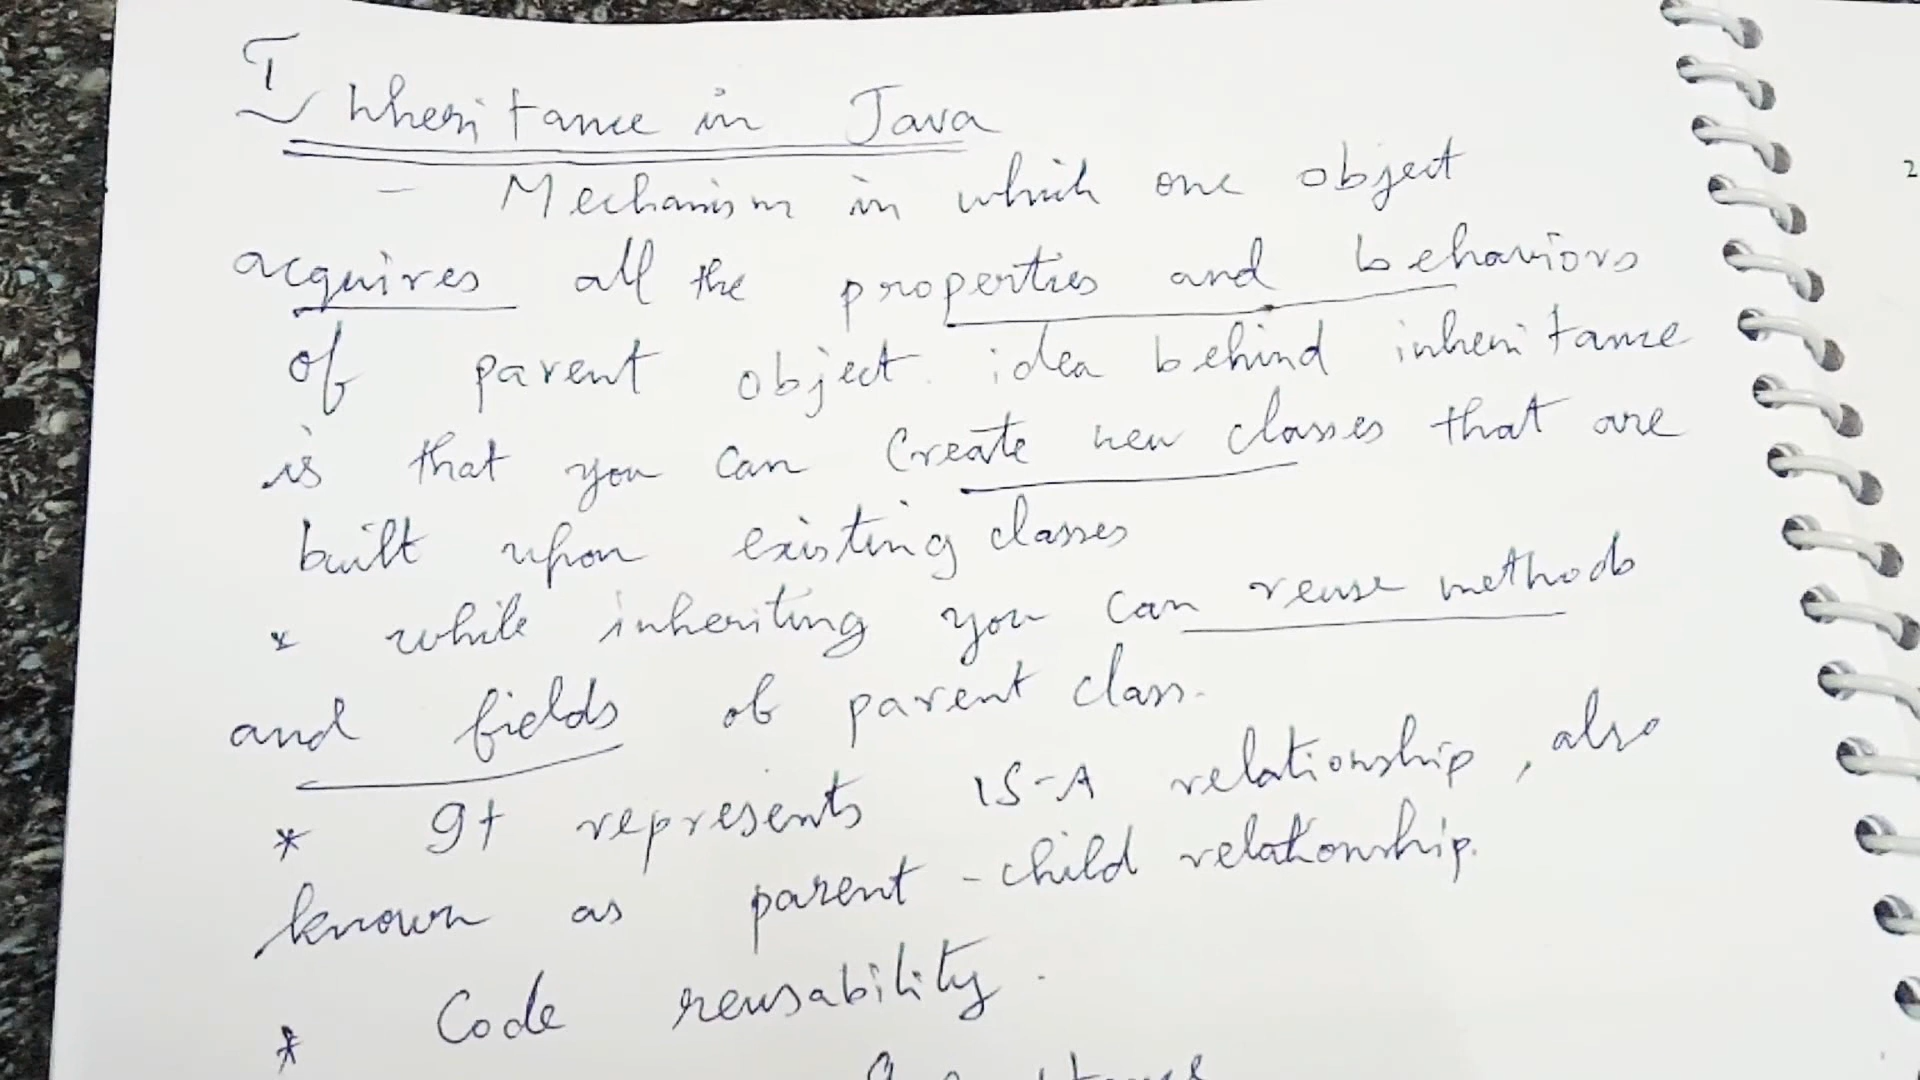 Inheritance in Java
- Mechanism in which one object
acquires all the properties and behaviors
of parent object. idea behind inheritance
is that you can Create new classes that are
built upon existing classes
* while inheriting you can reuse methods
and fields of parent class.
* It represents IS-A relationship, also
known as parent-child relationship.
* Code reusability.
2